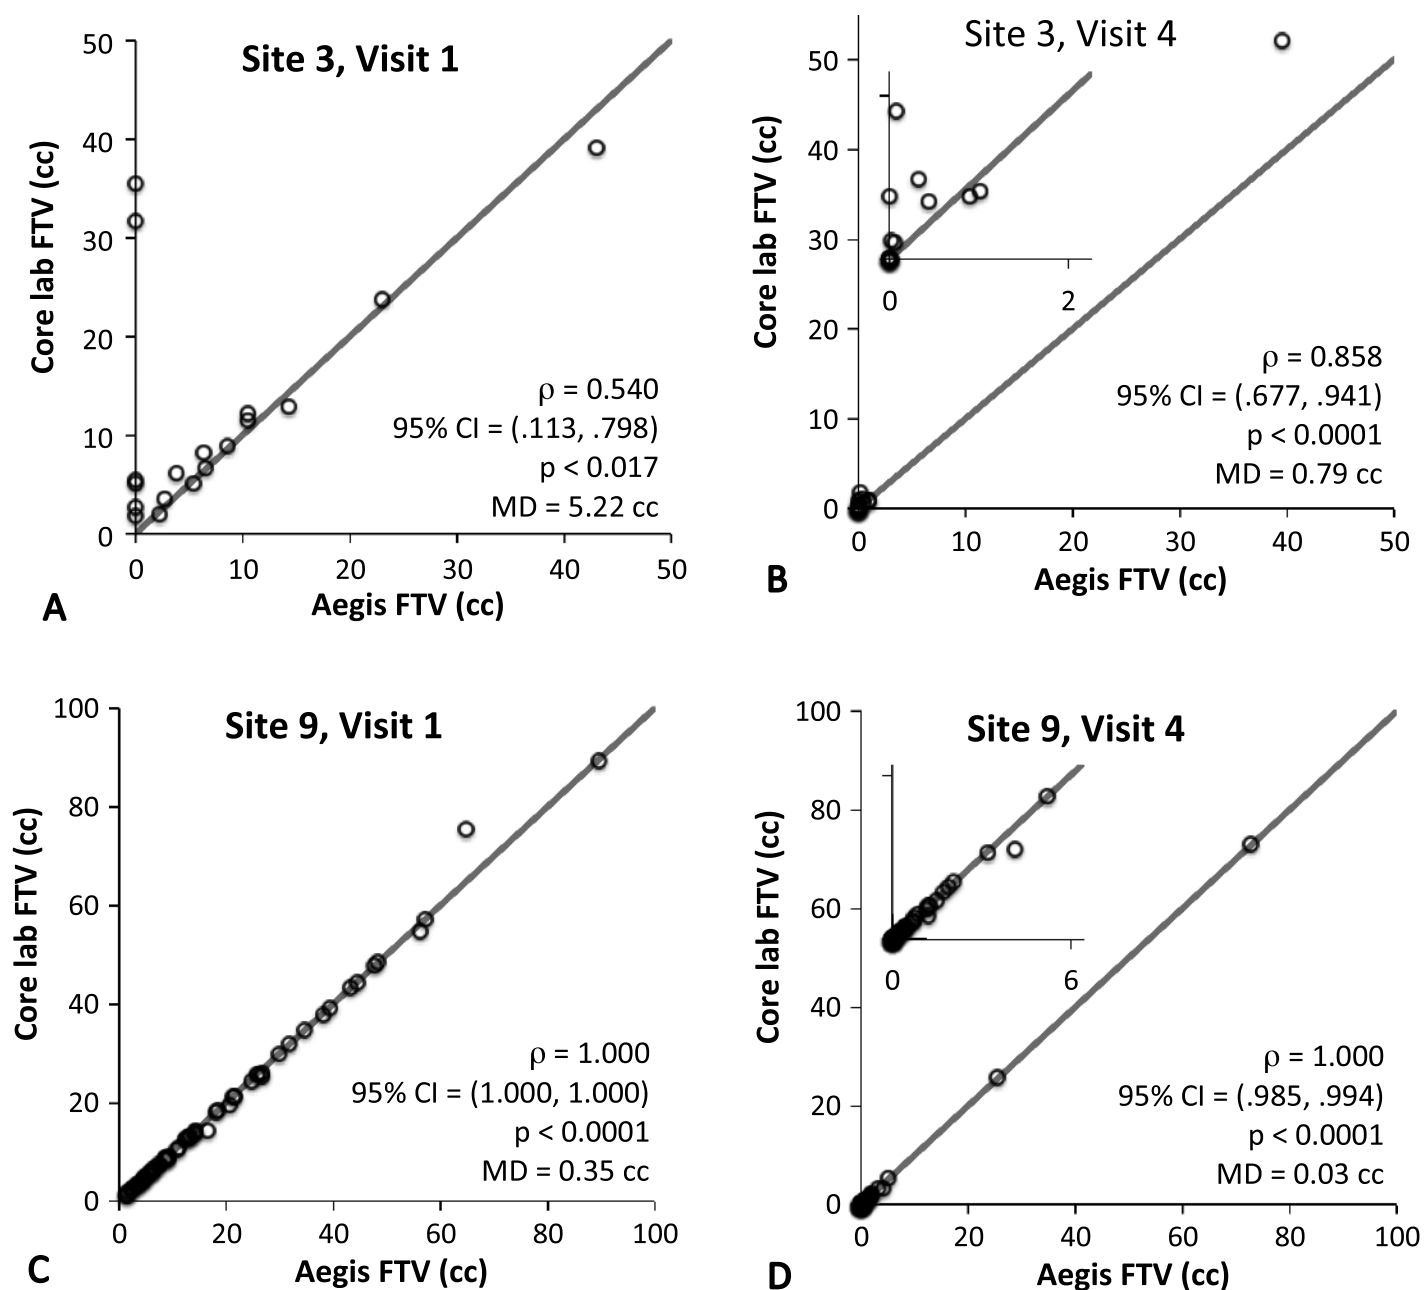 Site 3, Visit 1
Core lab FTV (cc)
50
40
30
20
10
0
ρ = 0.540
95% CI = (.113, .798)
p < 0.017
MD = 5.22 cc
0 10 20 30 40 50
Aegis FTV (cc)
A
Site 3, Visit 4
Core lab FTV (cc)
50
40
30
20
10
0
0 2
ρ = 0.858
95% CI = (.677, .941)
p < 0.0001
MD = 0.79 cc
0 10 20 30 40 50
Aegis FTV (cc)
B
Site 9, Visit 1
Core lab FTV (cc)
100
80
60
40
20
0
ρ = 1.000
95% CI = (1.000, 1.000)
p < 0.0001
MD = 0.35 cc
0 20 40 60 80 100
Aegis FTV (cc)
C
Site 9, Visit 4
Core lab FTV (cc)
100
80
60
40
20
0
0 6
ρ = 1.000
95% CI = (.985, .994)
p < 0.0001
MD = 0.03 cc
0 20 40 60 80 100
Aegis FTV (cc)
D